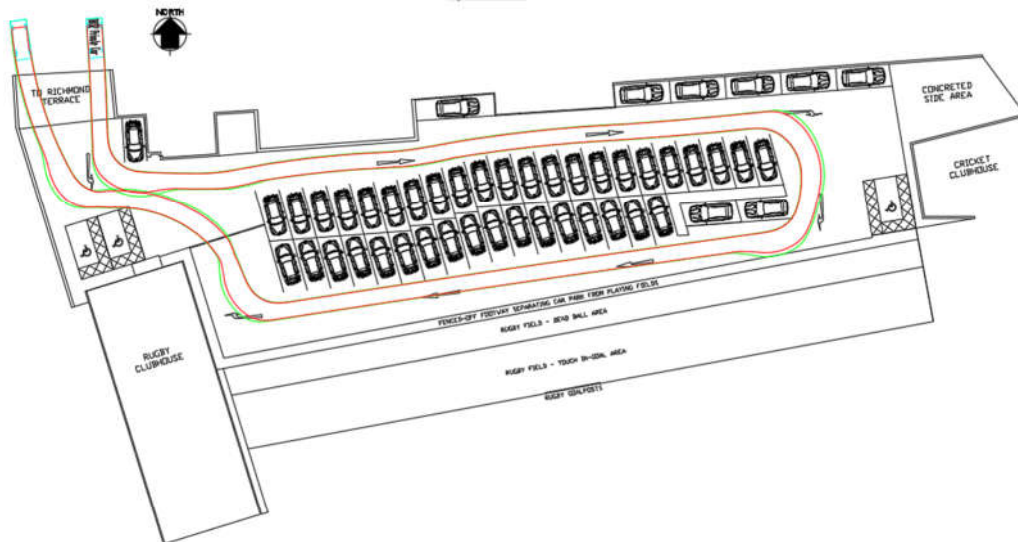 NORTH
TO RICHMOND
TERRACE
CONCRETED
SIDE AREA
CRICKET
CLUBHOUSE
FENCED-OFF FOOTWAY SEPARATING CAR PARK FROM PLAYING FIELDS
RUGBY FIELD - DEAD BALL AREA
RUGBY CLUBHOUSE
RUGBY FIELD - TOUCH IN-GOAL AREA
RUGBY GOALPOSTS